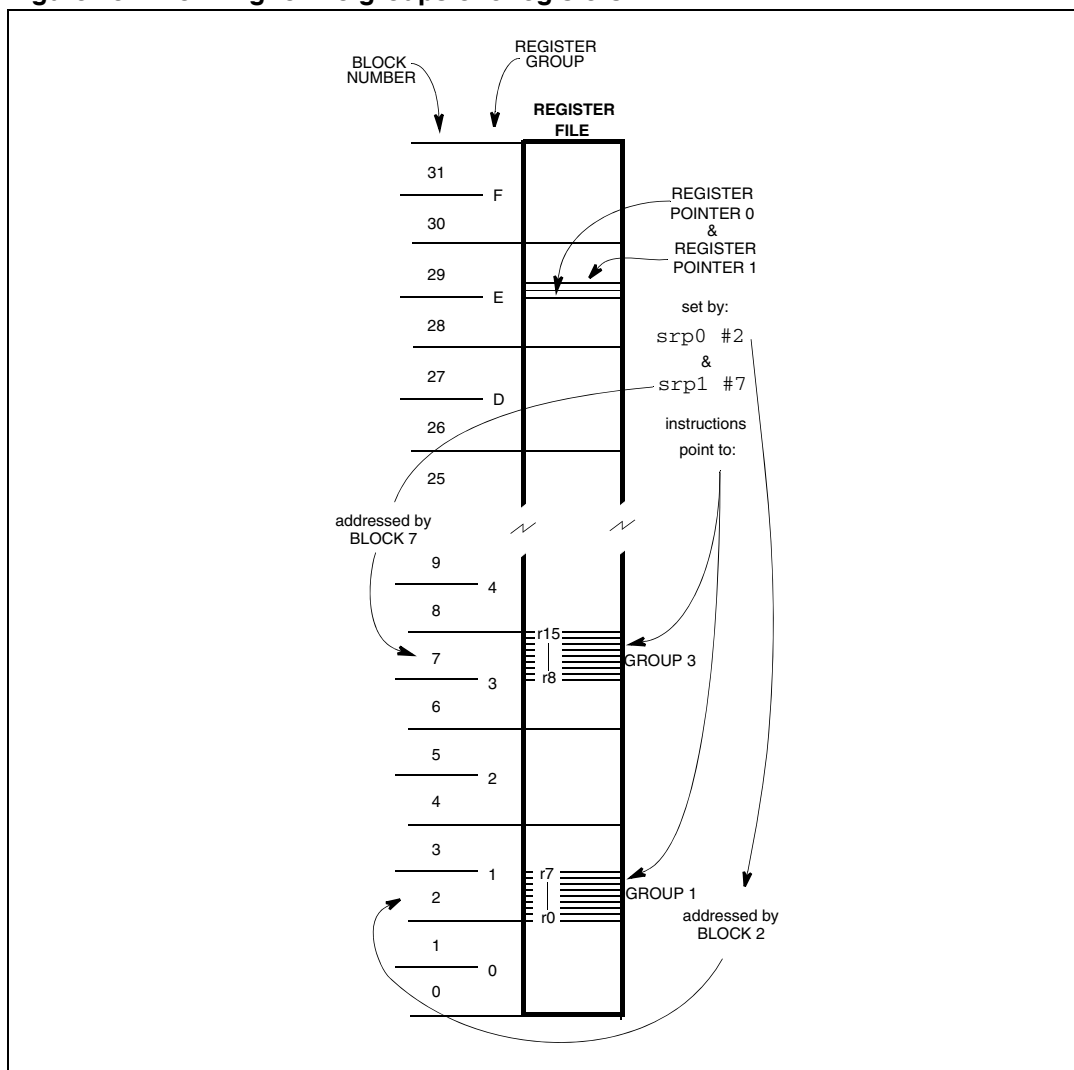 BLOCK
NUMBER
REGISTER
GROUP
REGISTER
FILE
31
F
30
29
E
28
27
D
26
25
REGISTER
POINTER 0
&
REGISTER
POINTER 1
set by:
srp0 #2
&
srp1 #7
instructions
point to:
addressed by
BLOCK 7
9
4
8
7
3
6
5
2
4
3
1
2
1
0
0
r15
r8
GROUP 3
r7
r0
GROUP 1
addressed by
BLOCK 2